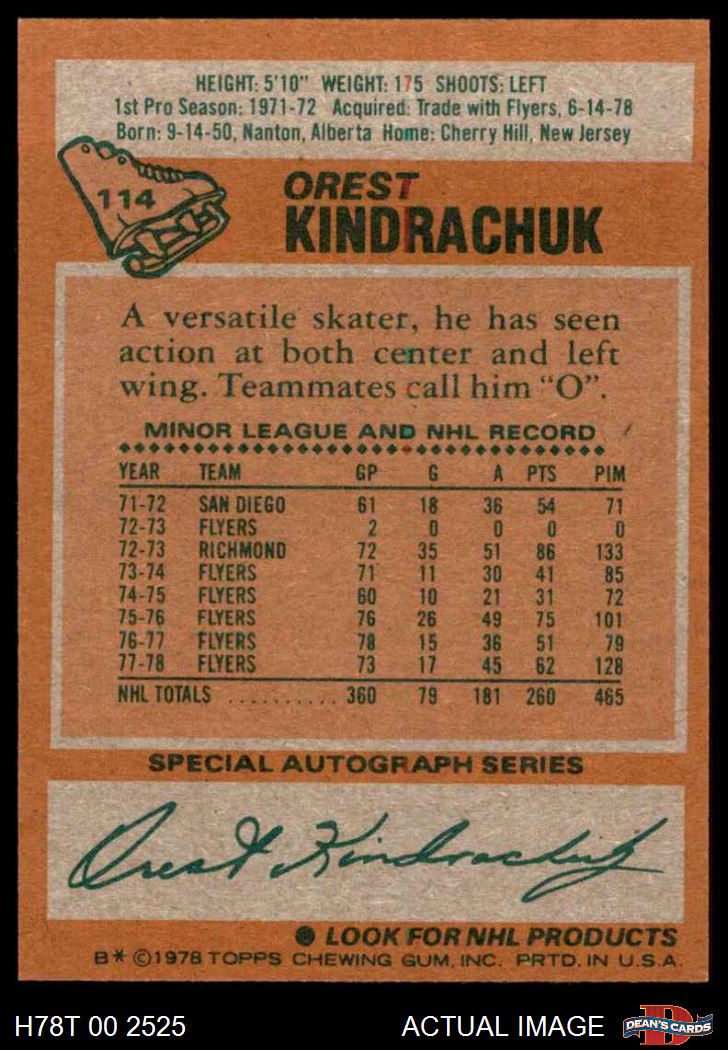 HEIGHT: 5'10" WEIGHT: 175 SHOOTS: LEFT
1st Pro Season: 1971-72 Acquired: Trade with Flyers, 6-14-78
Born: 9-14-50, Nanton, Alberta Home: Cherry Hill, New Jersey
114
OREST
KINDRACHUK
A versatile skater, he has seen
action at both center and left
wing. Teammates call him "O".
MINOR LEAGUE AND NHL RECORD
YEAR TEAM GP G A PTS PIM
71-72 SAN DIEGO 61 18 36 54 71
72-73 FLYERS 2 0 0 0 0
72-73 RICHMOND 72 35 51 86 133
73-74 FLYERS 71 11 30 41 85
74-75 FLYERS 60 10 21 31 72
75-76 FLYERS 76 26 49 75 101
76-77 FLYERS 78 15 36 51 79
77-78 FLYERS 73 17 45 62 128
NHL TOTALS .......... 360 79 181 260 465
SPECIAL AUTOGRAPH SERIES
Orest Kindrachuk
● LOOK FOR NHL PRODUCTS
B* ©1978 TOPPS CHEWING GUM, INC. PRTD. IN U.S.A.
H78T 00 2525 ACTUAL IMAGE D DEAN'S CARDS